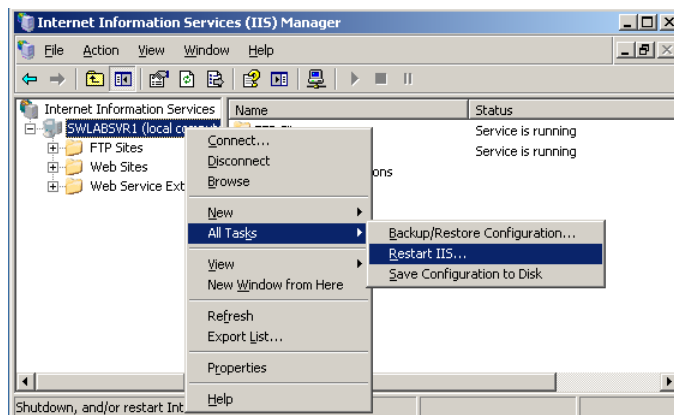 Internet Information Services (IIS) Manager
File Action View Window Help
Internet Information Services
SWLABSVR1 (local comput
FTP Sites
Web Sites
Web Service Ext
Name Status
Service is running
Service is running
ons
Connect...
Disconnect
Browse
New
All Tasks
View
New Window from Here
Refresh
Export List...
Properties
Help
Backup/Restore Configuration...
Restart IIS...
Save Configuration to Disk
Shutdown, and/or restart Int